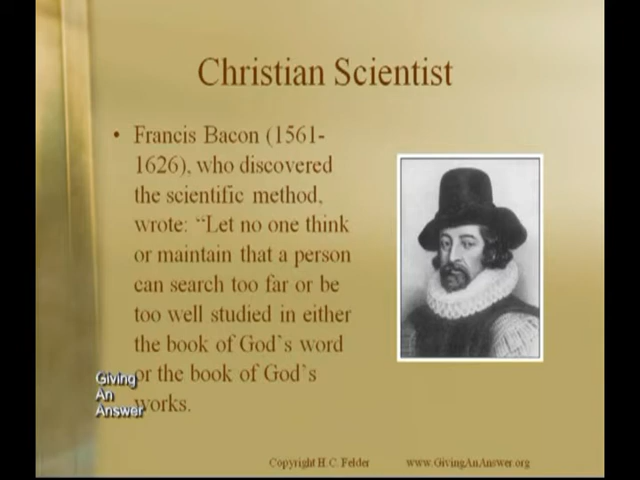 Christian Scientist
• Francis Bacon (1561-
1626), who discovered
the scientific method,
wrote: “Let no one think
or maintain that a person
can search too far or be
too well studied in either
the book of God`s word
or the book of God`s
works.
Giving
An
Answer
Copyright H.C. Felder www.GivingAnAnswer.org